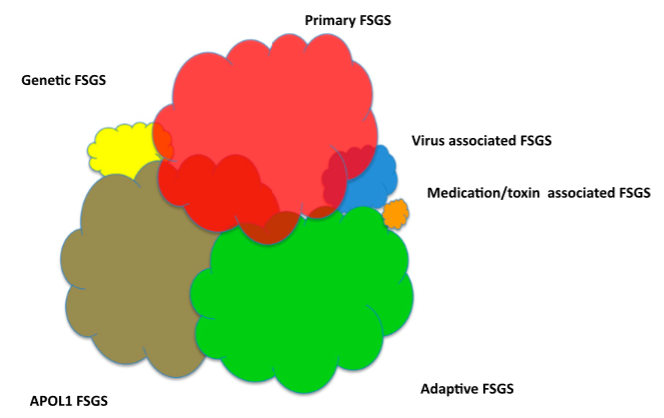 Primary FSGS
Genetic FSGS
Virus associated FSGS
Medication/toxin associated FSGS
Adaptive FSGS
APOL1 FSGS